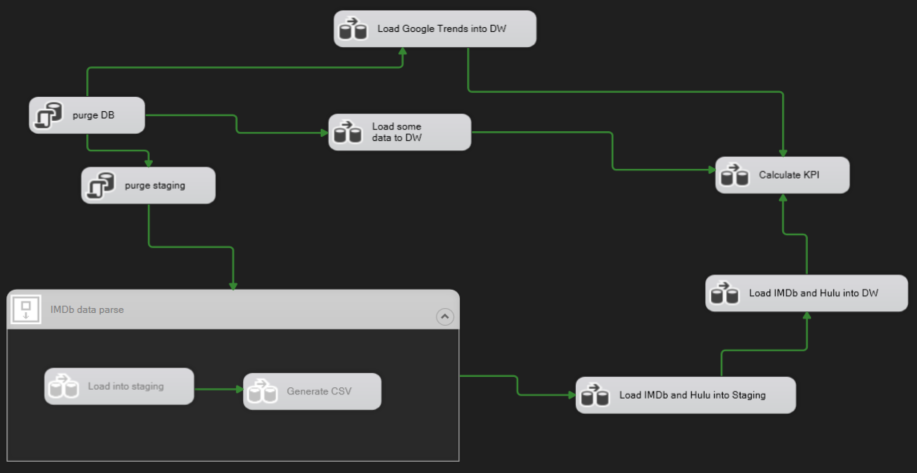 Load Google Trends into DW
purge DB
Load some
data to DW
purge staging
Calculate KPI
Load IMDb and Hulu into DW
IMDb data parse
Load into staging
Generate CSV
Load IMDb and Hulu into Staging